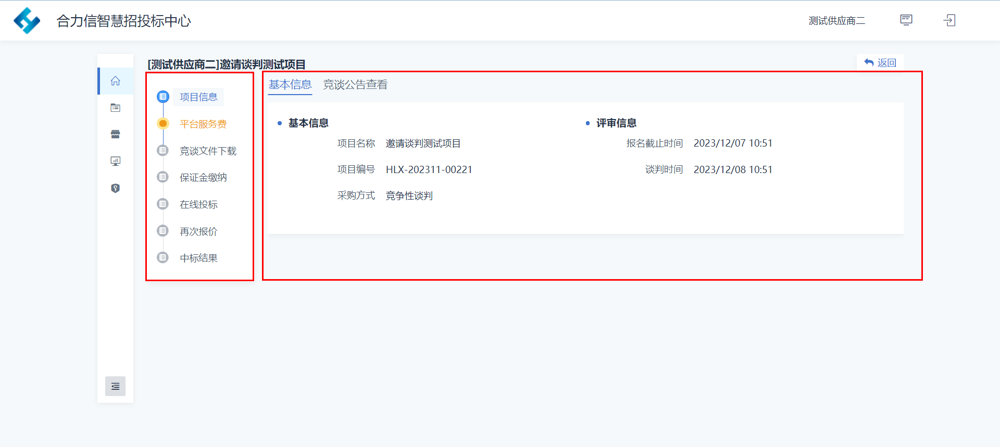 合力信智慧招投标中心
测试供应商二
[测试供应商二]邀请谈判测试项目
返回
项目信息
平台服务费
竞谈文件下载
保证金缴纳
在线投标
再次报价
中标结果
基本信息 竞谈公告查看
基本信息
项目名称 邀请谈判测试项目
项目编号 HLX-202311-00221
采购方式 竞争性谈判
评审信息
报名截止时间 2023/12/07 10:51
谈判时间 2023/12/08 10:51